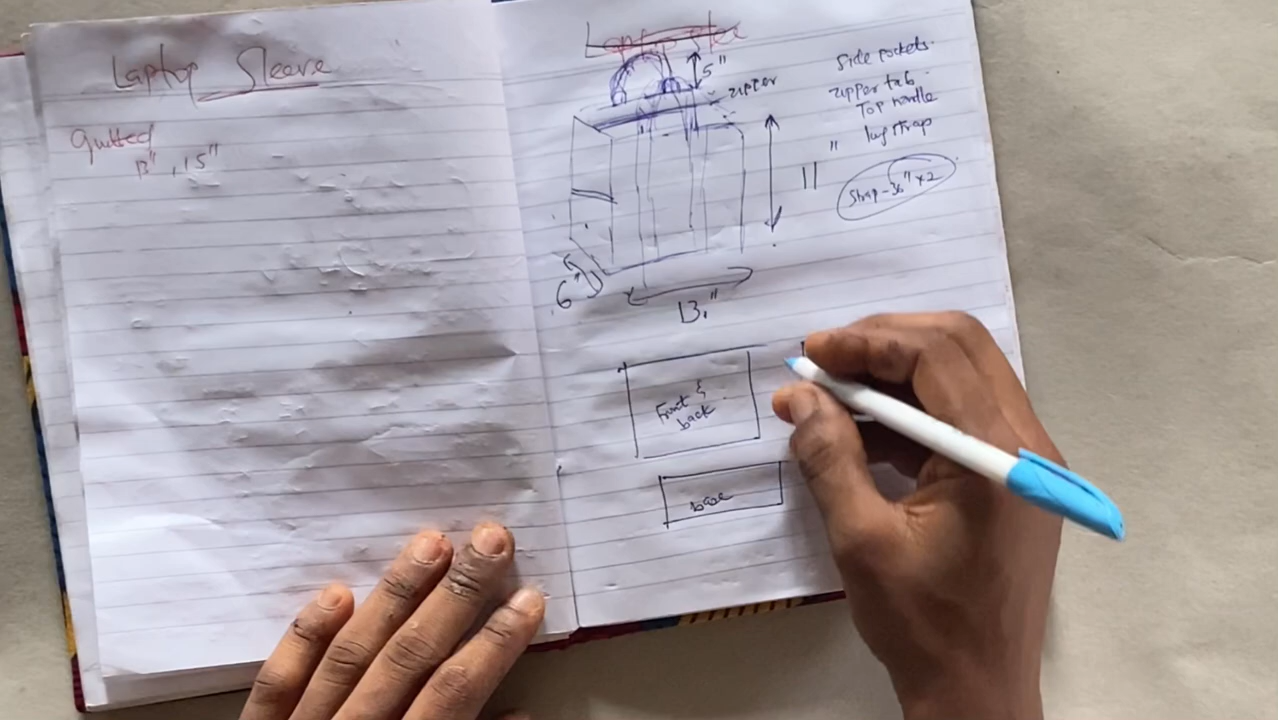 Laptop Sleeve
Quilted
13" , 15"
Laptop
5"
zipper
11"
6"
13"
side pockets
zipper tab
Top handle
" lug strap
Strap - 36" x 2
Front &
back
base